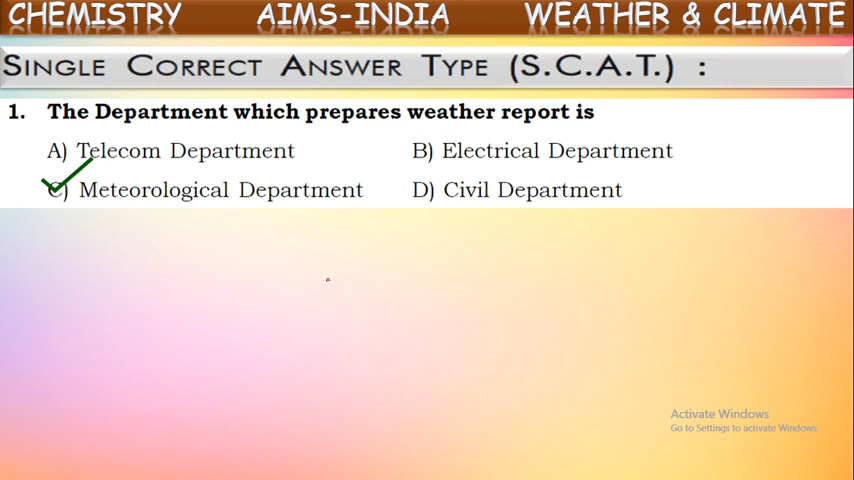 CHEMISTRY AIMS-INDIA WEATHER & CLIMATE
SINGLE CORRECT ANSWER TYPE (S.C.A.T.) :
1. The Department which prepares weather report is
A) Telecom Department B) Electrical Department
C) Meteorological Department D) Civil Department
Activate Windows
Go to Settings to activate Windows.